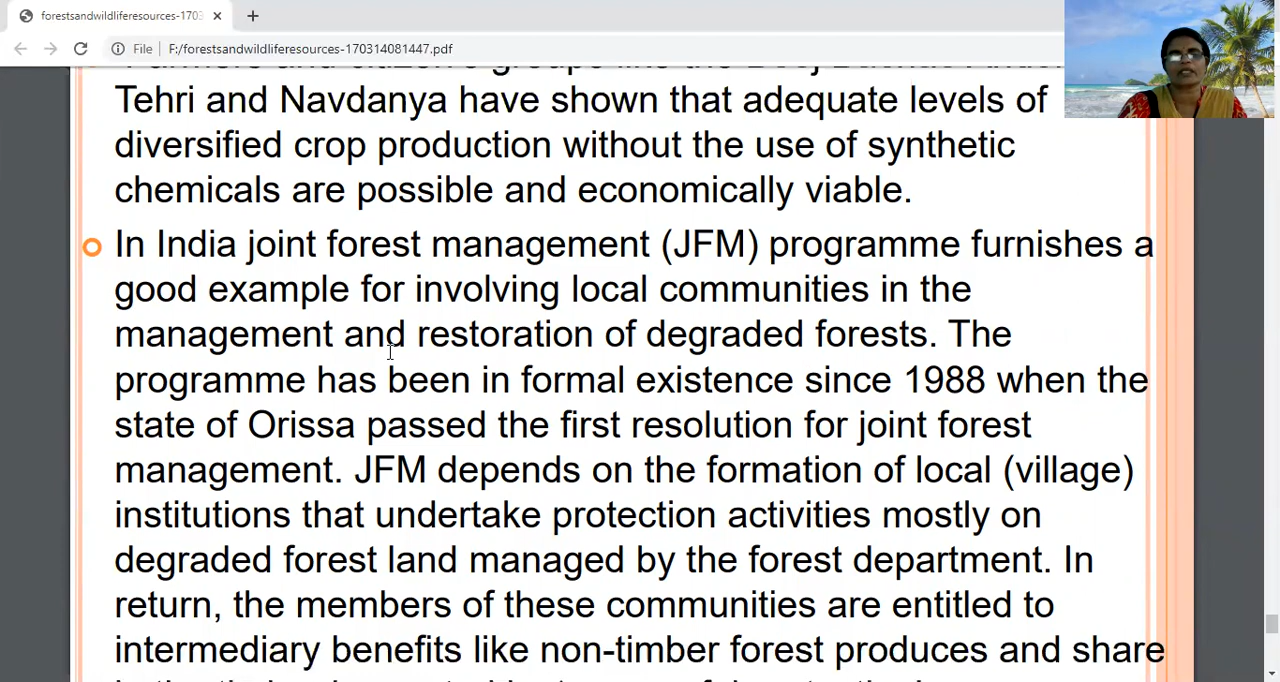 forestsandwildliferesources-1703
File
F:/forestsandwildliferesources-170314081447.pdf
Tehri and Navdanya have shown that adequate levels of
diversified crop production without the use of synthetic
chemicals are possible and economically viable.
In India joint forest management (JFM) programme furnishes a
good example for involving local communities in the
management and restoration of degraded forests. The
programme has been in formal existence since 1988 when the
state of Orissa passed the first resolution for joint forest
management. JFM depends on the formation of local (village)
institutions that undertake protection activities mostly on
degraded forest land managed by the forest department. In
return, the members of these communities are entitled to
intermediary benefits like non-timber forest produces and share